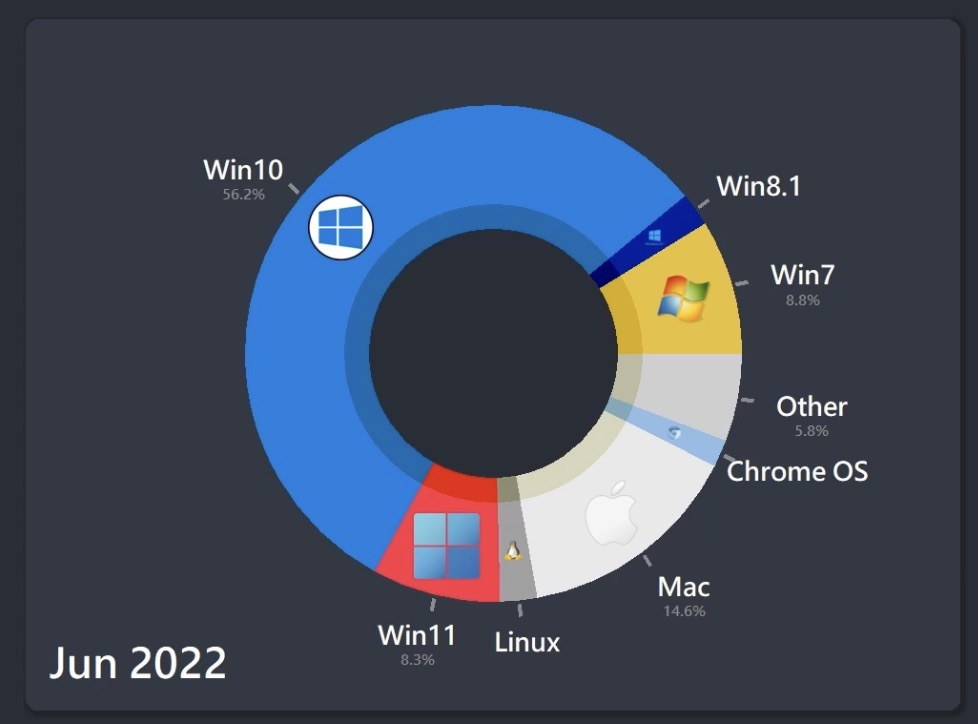 Win10
56.2%
Win8.1
Win7
8.8%
Other
5.8%
Chrome OS
Mac
14.6%
Linux
Win11
8.3%
Jun 2022